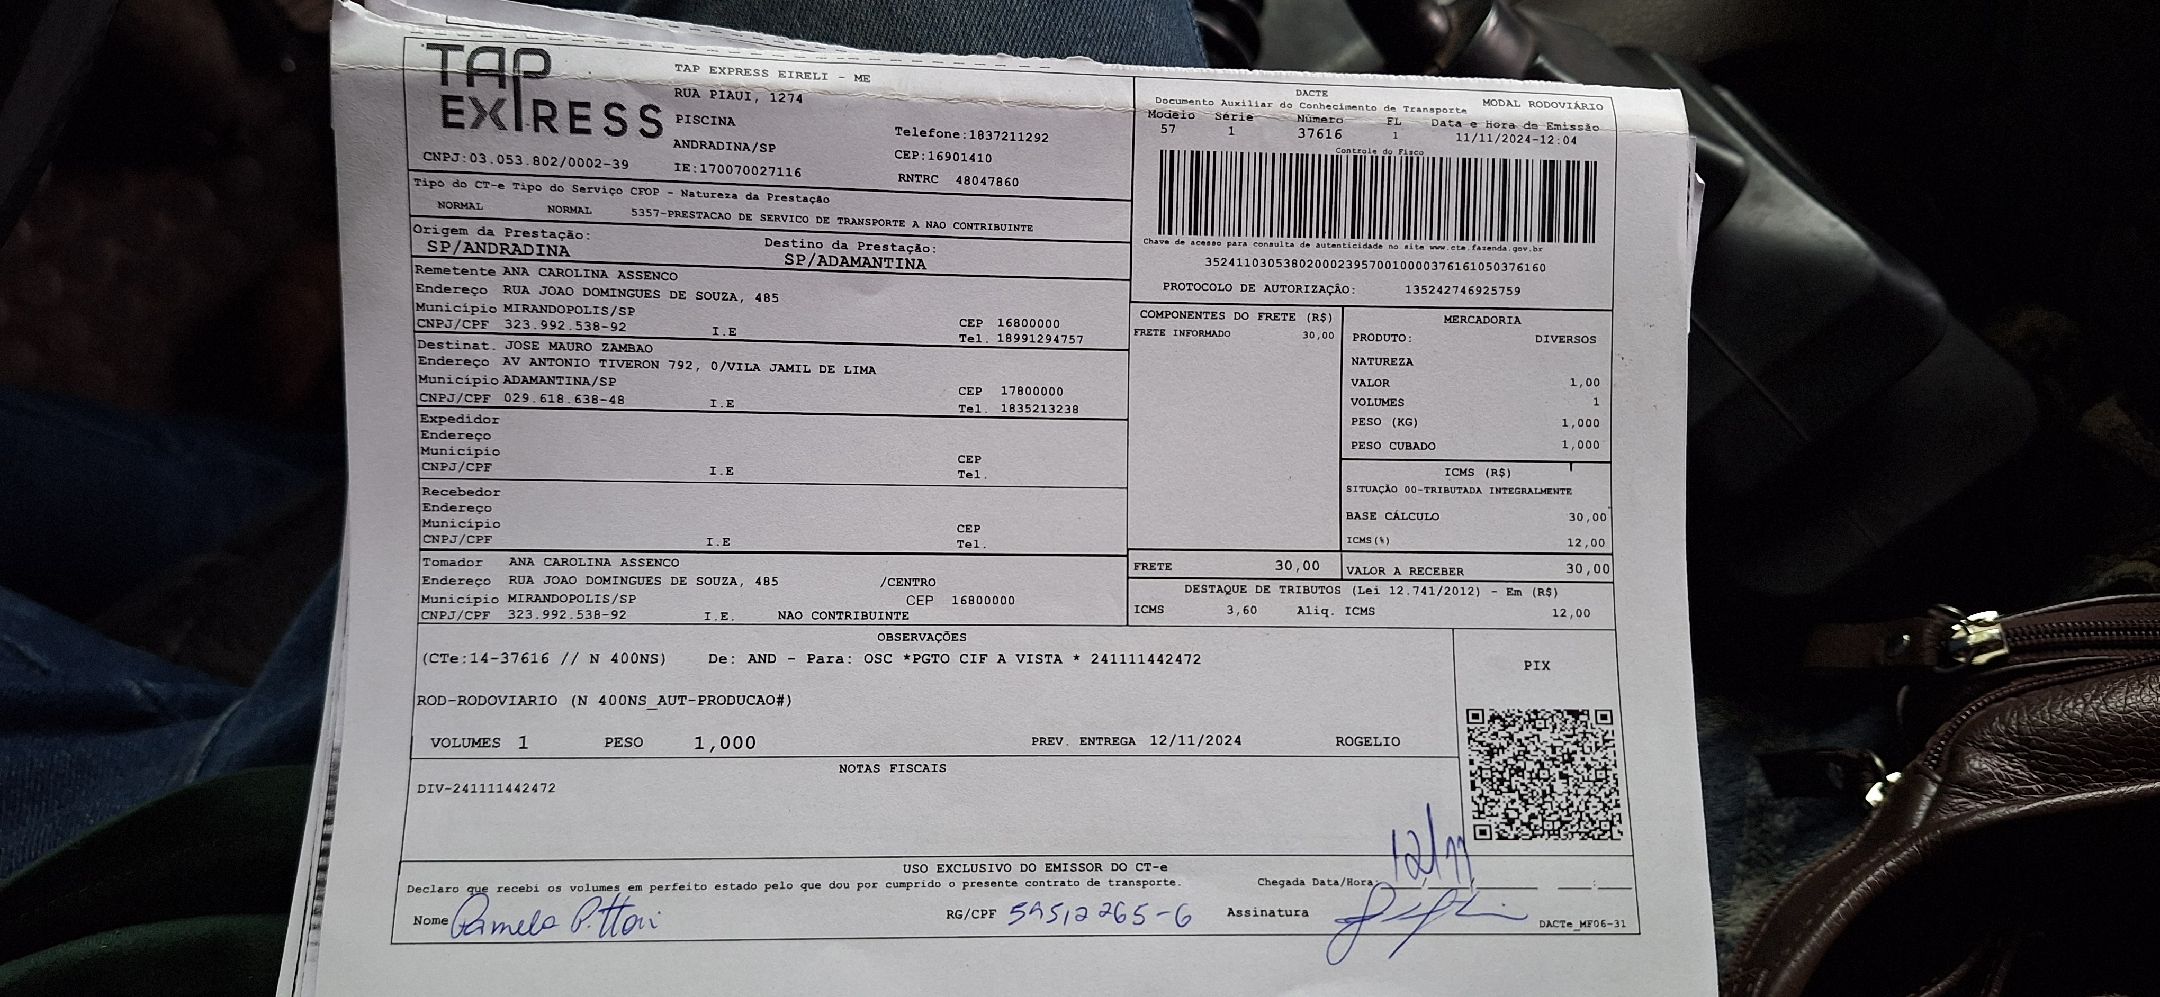 TAP EXPRESS
TAP EXPRESS EIRELI - ME
RUA PIAUI, 1274
PISCINA
ANDRADINA/SP
CNPJ:03.053.802/0002-39
IE:170070027116
Telefone:1837211292
CEP:16901410
RNTRC 48047860
DACTE
Documento Auxiliar do Conhecimento de Transporte MODAL RODOVIÁRIO
Modelo Série Número FL Data e Hora de Emissão
57 1 37616 1 11/11/2024-12:04
Controle do Fisco
Chave de acesso para consulta de autenticidade no site www.cte.fazenda.gov.br
35241103053802000239570010000376161050376160
PROTOCOLO DE AUTORIZAÇÃO: 135242746925759
Tipo do CT-e Tipo do Serviço CFOP - Natureza da Prestação
NORMAL NORMAL 5357-PRESTACAO DE SERVICO DE TRANSPORTE A NAO CONTRIBUINTE
Origem da Prestação: Destino da Prestação:
SP/ANDRADINA SP/ADAMANTINA
Remetente ANA CAROLINA ASSENCO
Endereço RUA JOAO DOMINGUES DE SOUZA, 485
Município MIRANDOPOLIS/SP CEP 16800000
CNPJ/CPF 323.992.538-92 I.E Tel. 18991294757
Destinat. JOSE MAURO ZAMBAO
Endereço AV ANTONIO TIVERON 792, 0/VILA JAMIL DE LIMA
Município ADAMANTINA/SP CEP 17800000
CNPJ/CPF 029.618.638-48 I.E Tel. 1835213238
Expedidor
Endereço
Município CEP
CNPJ/CPF I.E Tel.
Recebedor
Endereço
Município CEP
CNPJ/CPF I.E Tel.
Tomador ANA CAROLINA ASSENCO
Endereço RUA JOAO DOMINGUES DE SOUZA, 485 /CENTRO
Município MIRANDOPOLIS/SP CEP 16800000
CNPJ/CPF 323.992.538-92 I.E. NAO CONTRIBUINTE
COMPONENTES DO FRETE (R$)
FRETE INFORMADO 30,00
FRETE 30,00
MERCADORIA
PRODUTO: DIVERSOS
NATUREZA
VALOR 1,00
VOLUMES 1
PESO (KG) 1,000
PESO CUBADO 1,000
ICMS (R$)
SITUAÇÃO 00-TRIBUTADA INTEGRALMENTE
BASE CÁLCULO 30,00
ICMS(%) 12,00
VALOR A RECEBER 30,00
DESTAQUE DE TRIBUTOS (Lei 12.741/2012) - Em (R$)
ICMS 3,60 Aliq. ICMS 12,00
OBSERVAÇÕES
(CTe:14-37616 // N 400NS) De: AND - Para: OSC *PGTO CIF A VISTA * 241111442472
ROD-RODOVIARIO (N 400NS_AUT-PRODUCAO#)
VOLUMES 1 PESO 1,000 PREV. ENTREGA 12/11/2024 ROGELIO
PIX
NOTAS FISCAIS
DIV-241111442472
USO EXCLUSIVO DO EMISSOR DO CT-e
Declaro que recebi os volumes em perfeito estado pelo que dou por cumprido o presente contrato de transporte. Chegada Data/Hora: 12/11
Nome Pamela Pittori RG/CPF Assinatura
DACTe_MF06-31